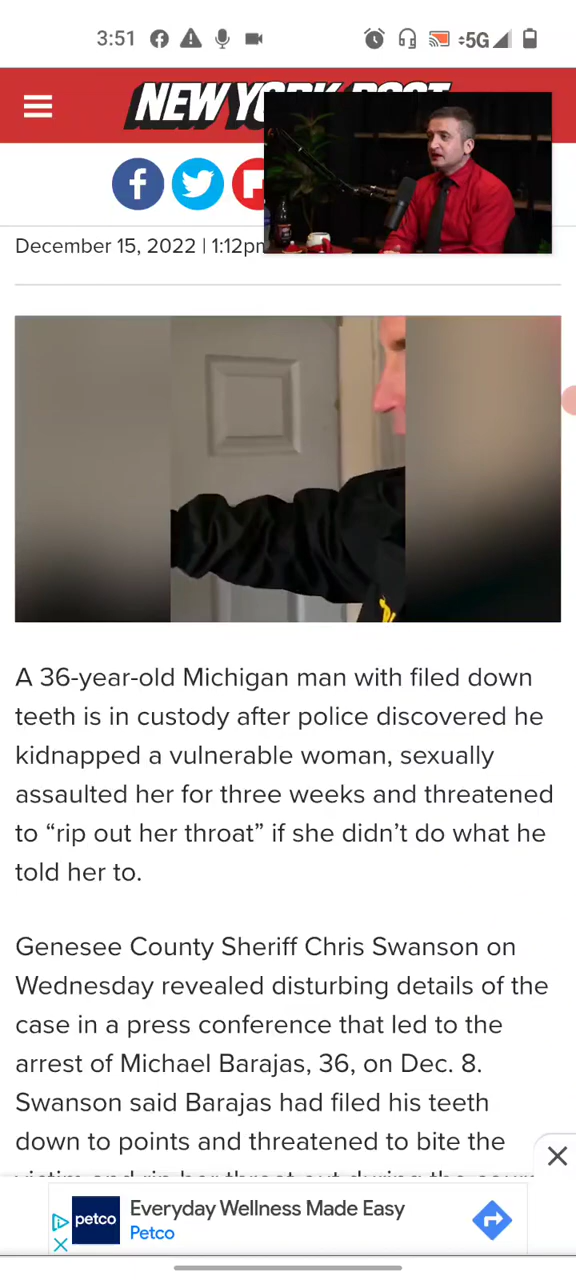 3:51
5G
NEW YORK POST
December 15, 2022 | 1:12pm
A 36-year-old Michigan man with filed down
teeth is in custody after police discovered he
kidnapped a vulnerable woman, sexually
assaulted her for three weeks and threatened
to “rip out her throat” if she didn’t do what he
told her to.
Genesee County Sheriff Chris Swanson on
Wednesday revealed disturbing details of the
case in a press conference that led to the
arrest of Michael Barajas, 36, on Dec. 8.
Swanson said Barajas had filed his teeth
down to points and threatened to bite the
petco
Everyday Wellness Made Easy
Petco